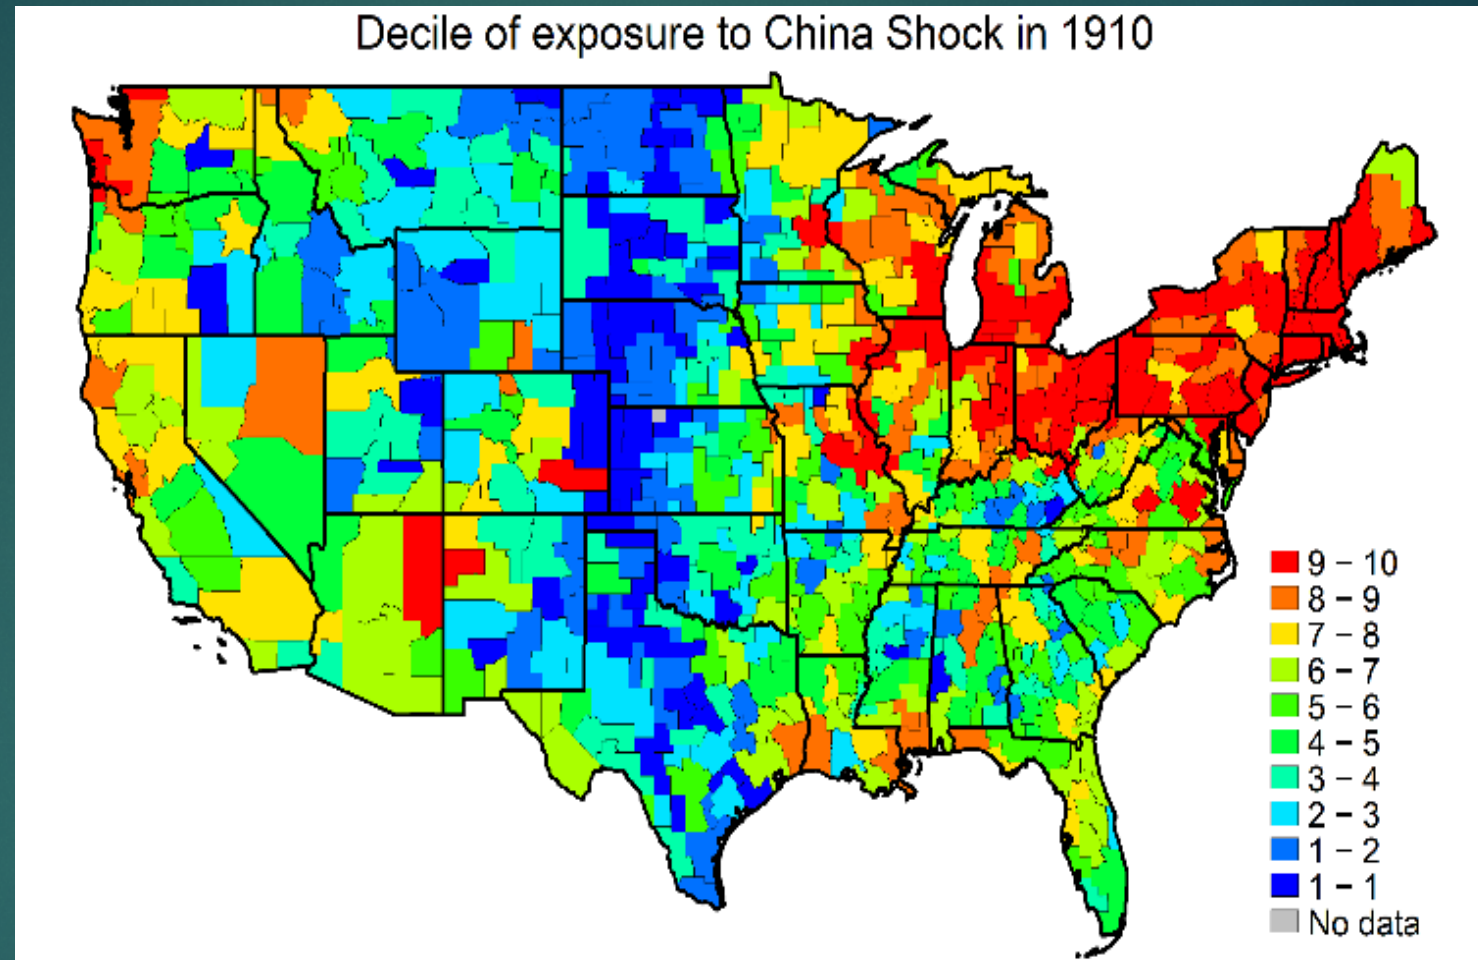 Decile of exposure to China Shock in 1910
9 – 10
8 – 9
7 – 8
6 – 7
5 – 6
4 – 5
3 – 4
2 – 3
1 – 2
1 – 1
No data